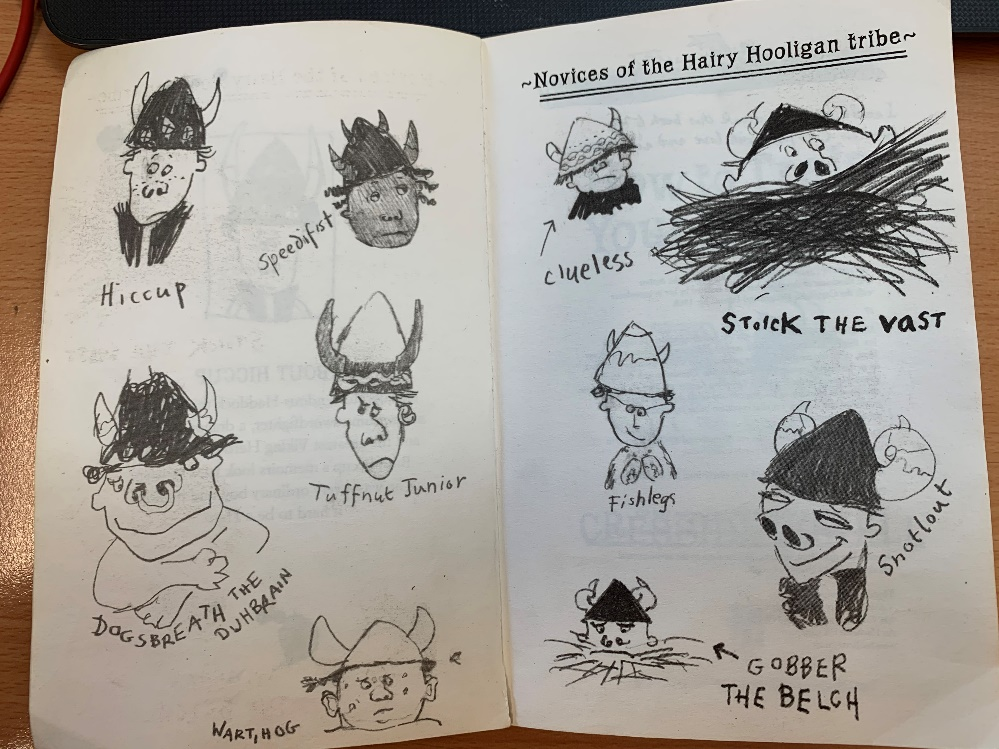 Hiccup
Speedifist
Tuffnut Junior
DOGSBREATH THE
DUHBRAIN
WARTIHOG
~Novices of the Hairy Hooligan tribe~
Clueless
STOICK THE VAST
Fishlegs
Snotlout
GOBBER
THE BELCH